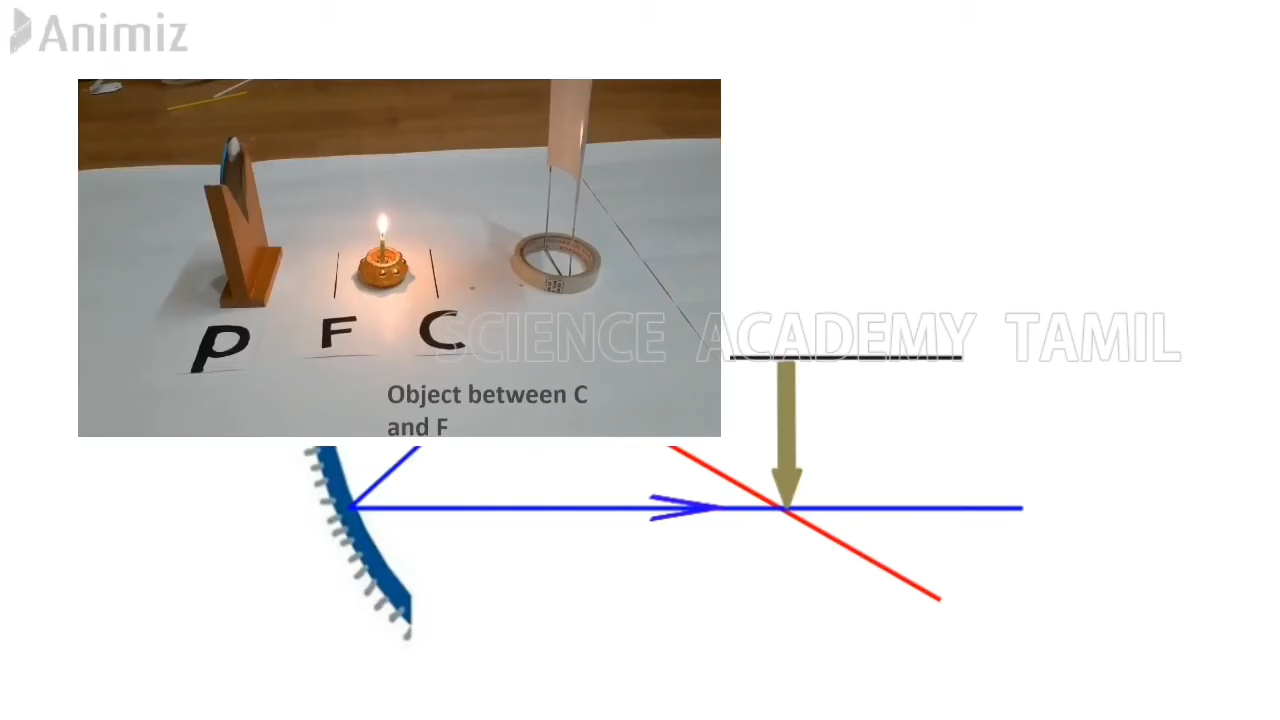 Animiz
P F C
SCIENCE ACADEMY TAMIL
Object between C
and F